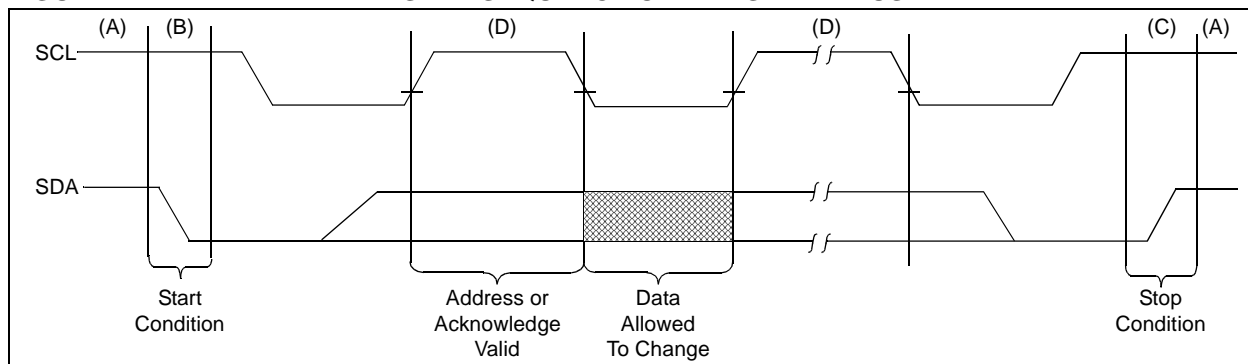 (A) (B) (D) (D) (C) (A)
SCL
SDA
Start
Condition
Address or
Acknowledge
Valid
Data
Allowed
To Change
Stop
Condition